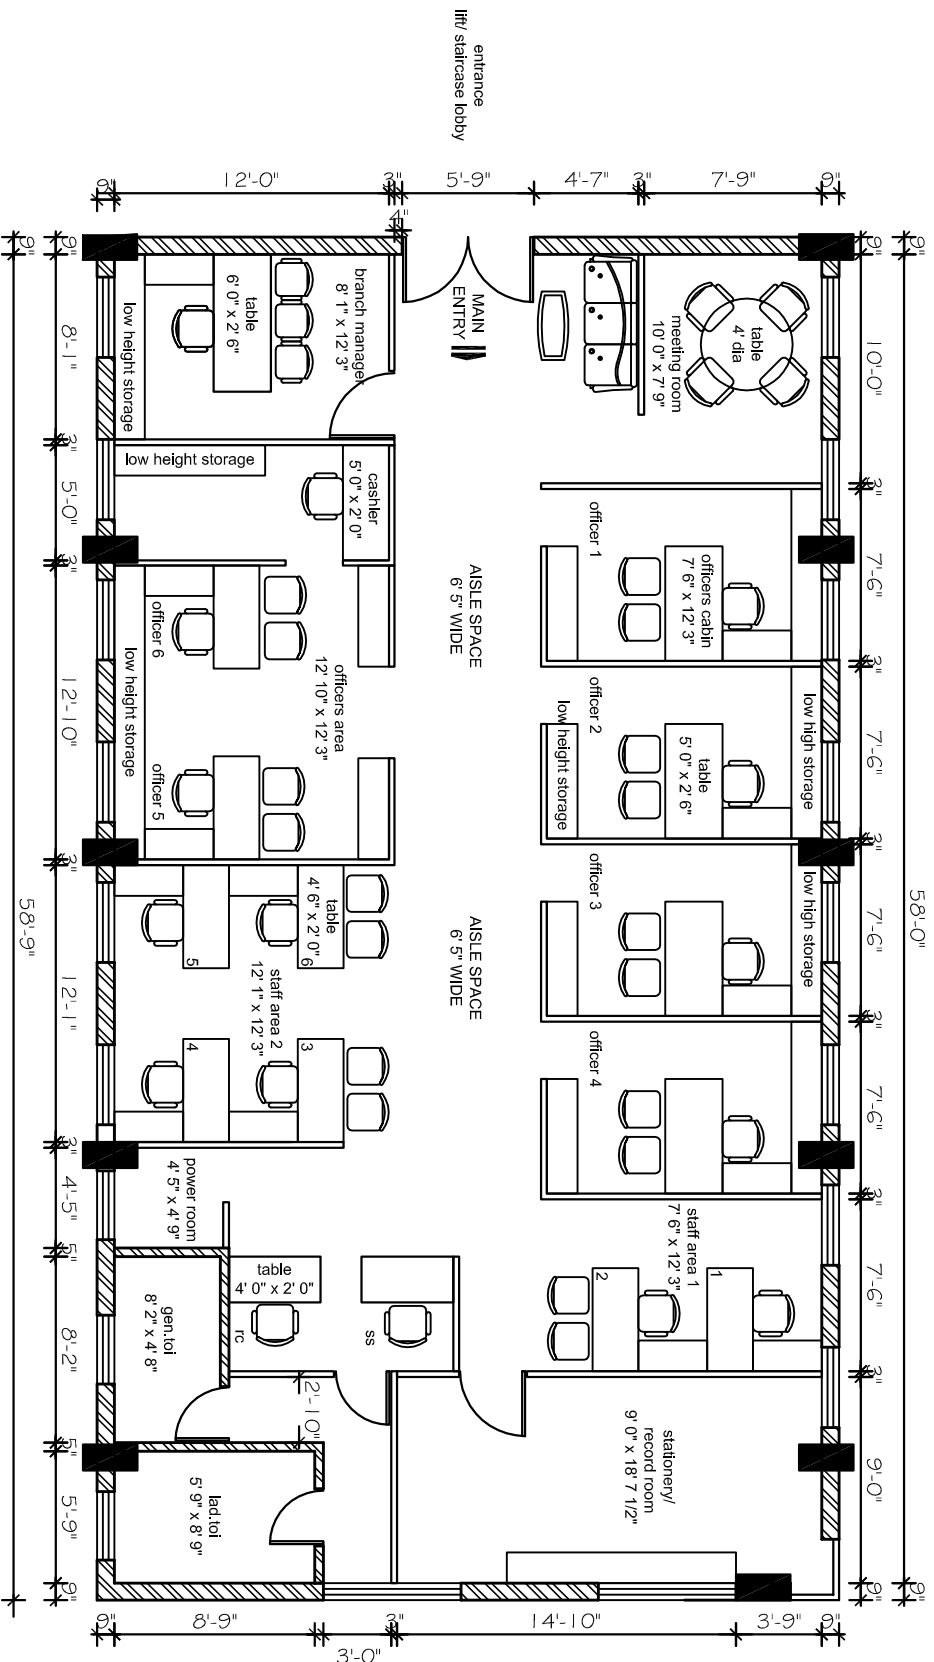 entrance
lift/ staircase lobby
9"
12'-0"
3"
4"
5'-9"
4'-7"
3"
7'-9"
9"
9"
9"
8'-1"
3"
5'-0"
3"
12'-10"
3"
12'-1"
3"
4'-5"
5"
8'-2"
5"
5'-9"
9"
58'-9"
9"
9"
10'-0"
3"
7'-6"
3"
7'-6"
3"
7'-6"
3"
7'-6"
3"
7'-6"
3"
9'-0"
9"
58'-0"
9"
MAIN
ENTRY
table
4' dia
meeting room
10' 0" x 7' 9"
branch manager
8' 1" x 12' 3"
table
6' 0" x 2' 6"
low height storage
low height storage
cashier
5' 0" x 2' 0"
AISLE SPACE
6' 5" WIDE
officer 1
officers cabin
7' 6" x 12' 3"
officer 2
low height storage
table
5' 0" x 2' 6"
low high storage
officer 3
low high storage
officer 4
officer 6
low height storage
officer 5
officers area
12' 10" x 12' 3"
AISLE SPACE
6' 5" WIDE
table
4' 6" x 2' 0"
6
5
staff area 2
12' 1" x 12' 3"
4
3
power room
4' 5" x 4' 9"
staff area 1
7' 6" x 12' 3"
1
2
table
4' 0" x 2' 0"
rc
ss
gen.toi
8' 2" x 4' 8"
2'-10"
lad.toi
5' 9" x 8' 9"
stationery/
record room
9' 0" x 18' 7 1/2"
9"
8'-9"
3'-0"
3"
14'-10"
3'-9"
9"